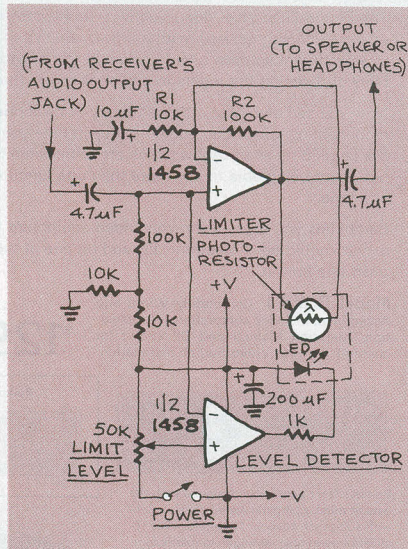 OUTPUT
(TO SPEAKER OR
HEADPHONES)
(FROM RECEIVER'S
AUDIO OUTPUT
JACK)
10µF
R1
10K
R2
100K
1/2
1458
-
+
+
4.7µF
+
4.7µF
+
LIMITER
100K
PHOTO-
RESISTOR
10K
+V
λ
10K
LED
+
200µF
1/2
1458
-
+
1K
50K
LIMIT
LEVEL
LEVEL DETECTOR
-V
POWER